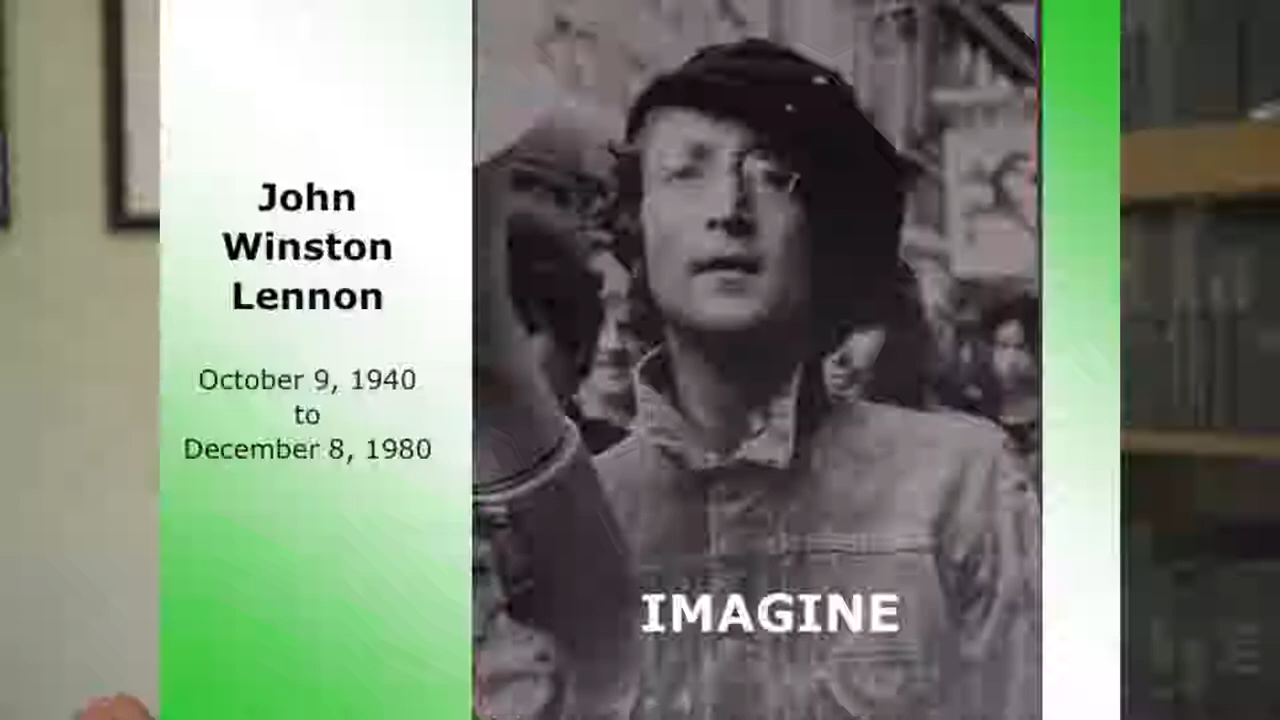 John
Winston
Lennon
October 9, 1940
to
December 8, 1980
IMAGINE